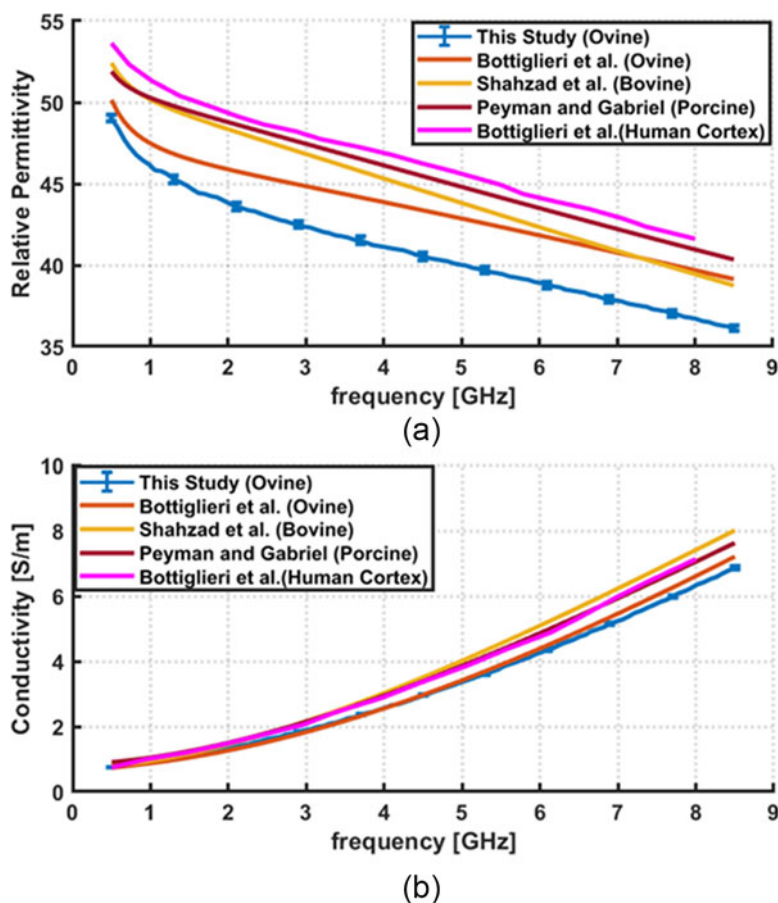 55
50
45
40
35
Relative Permittivity
This Study (Ovine)
Bottiglieri et al. (Ovine)
Shahzad et al. (Bovine)
Peyman and Gabriel (Porcine)
Bottiglieri et al.(Human Cortex)
0 1 2 3 4 5 6 7 8 9
frequency [GHz]
(a)
10
8
6
4
2
0
Conductivity [S/m]
This Study (Ovine)
Bottiglieri et al. (Ovine)
Shahzad et al. (Bovine)
Peyman and Gabriel (Porcine)
Bottiglieri et al.(Human Cortex)
0 1 2 3 4 5 6 7 8 9
frequency [GHz]
(b)